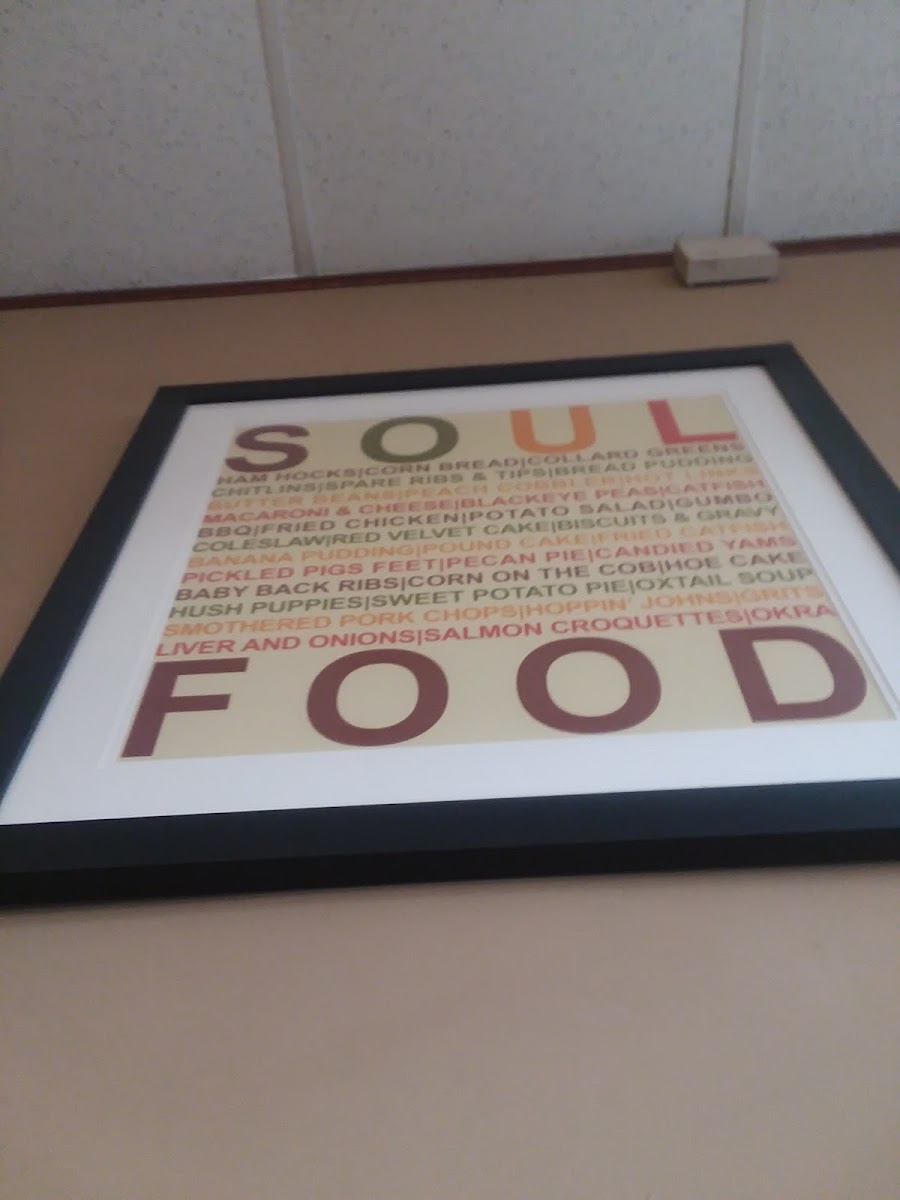 SOUL
HAM HOCKS|CORN BREAD|COLLARD GREENS
CHITLINS|SPARE RIBS & TIPS|BREAD PUDDING
BUTTER BEANS|PEACH COBBLER|HOT LINKS
MACARONI & CHEESE|BLACKEYE PEAS|CATFISH
BBQ|FRIED CHICKEN|POTATO SALAD|GUMBO
COLESLAW|RED VELVET CAKE|BISCUITS & GRAVY
BANANA PUDDING|POUND CAKE|FRIED CATFISH
PICKLED PIGS FEET|PECAN PIE|CANDIED YAMS
BABY BACK RIBS|CORN ON THE COB|HOE CAKE
HUSH PUPPIES|SWEET POTATO PIE|OXTAIL SOUP
SMOTHERED PORK CHOPS|HOPPIN' JOHNS|GRITS
LIVER AND ONIONS|SALMON CROQUETTES|OKRA
FOOD